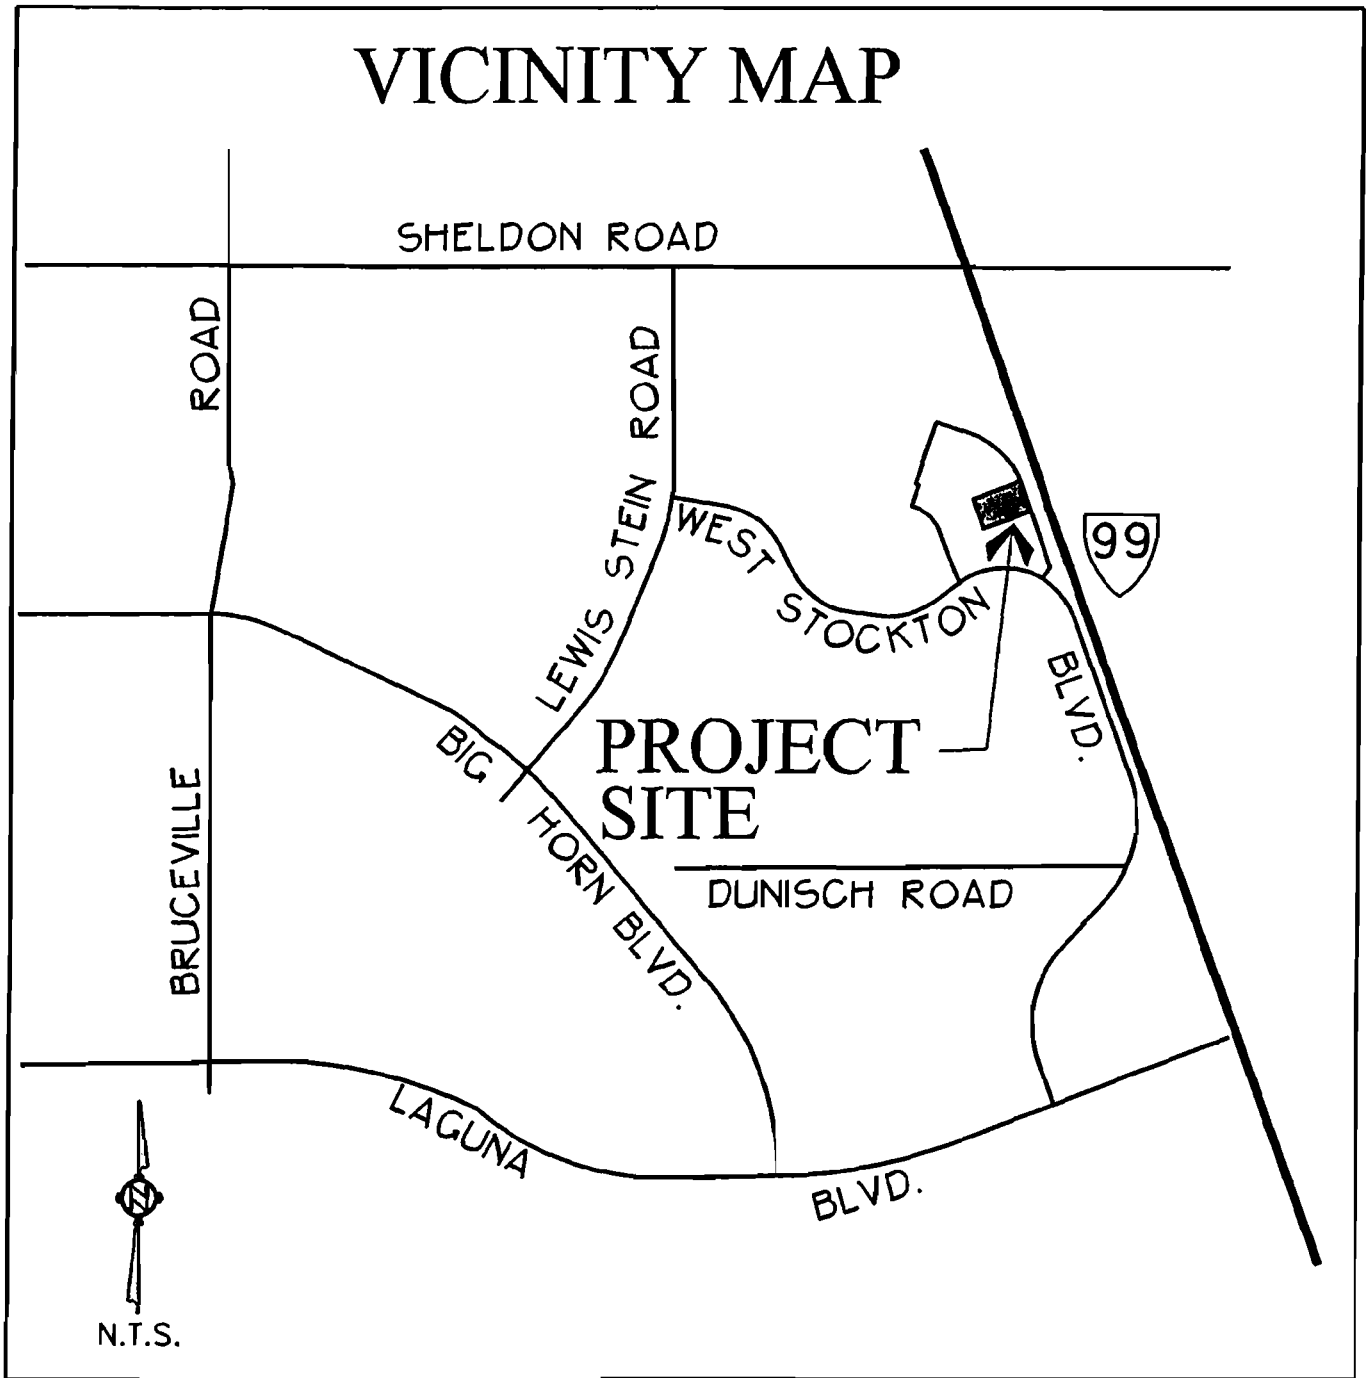 VICINITY MAP
SHELDON ROAD
BRUCEVILLE ROAD
LEWIS STEIN ROAD
WEST STOCKTON BLVD.
99
BIG HORN BLVD.
PROJECT
SITE
DUNISCH ROAD
LAGUNA BLVD.
N
N.T.S.